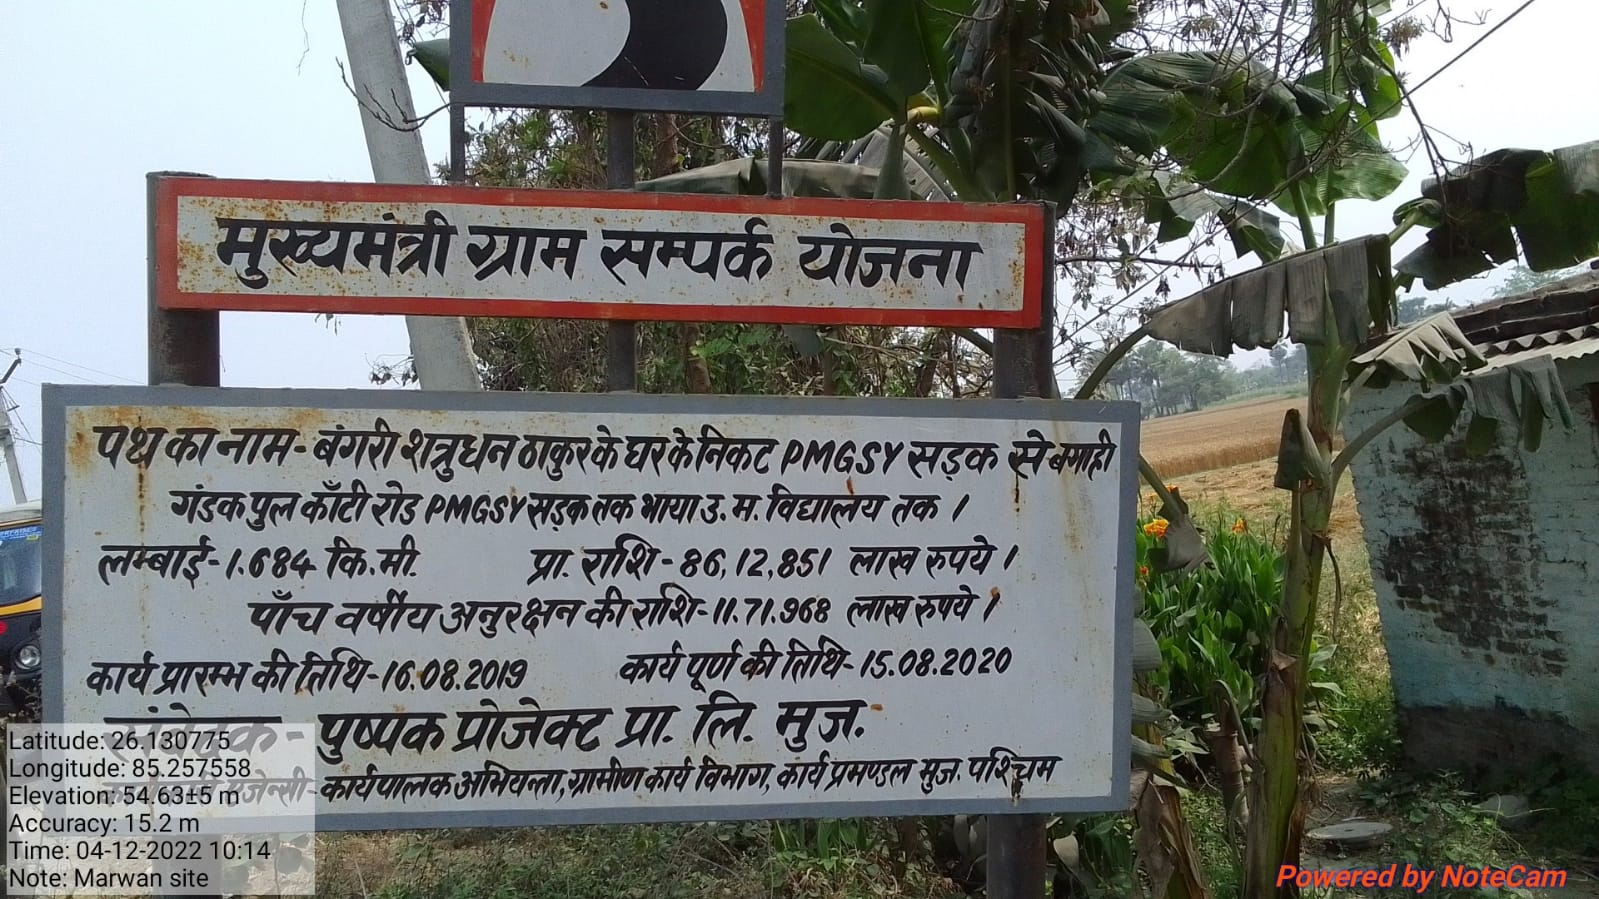 मुख्यमंत्री ग्राम सम्पर्क योजना
पथ का नाम- बंगरी शत्रुधन ठाकुर के घर के निकट PMGSY सड़क से बगाही
गंडक पुल काँटी रोड PMGSY सड़क तक भाया उ. म. विद्यालय तक ।
लम्बाई- 1.684 कि.मी. प्रा. राशि - 86,12,851 लाख रुपये ।
पाँच वर्षीय अनुरक्षन की राशि- 11.71.968 लाख रुपये ।
कार्य प्रारम्भ की तिथि- 16.08.2019 कार्य पूर्ण की तिथि- 15.08.2020
संवेदक - पुष्पक प्रोजेक्ट प्रा. लि. मुज.
एजेन्सी - कार्यपालक अभियन्ता, ग्रामीण कार्य विभाग, कार्य प्रमण्डल मुज. पश्चिम
Latitude: 26.130775
Longitude: 85.257558
Elevation: 54.63±5 m
Accuracy: 15.2 m
Time: 04-12-2022 10:14
Note: Marwan site
Powered by NoteCam